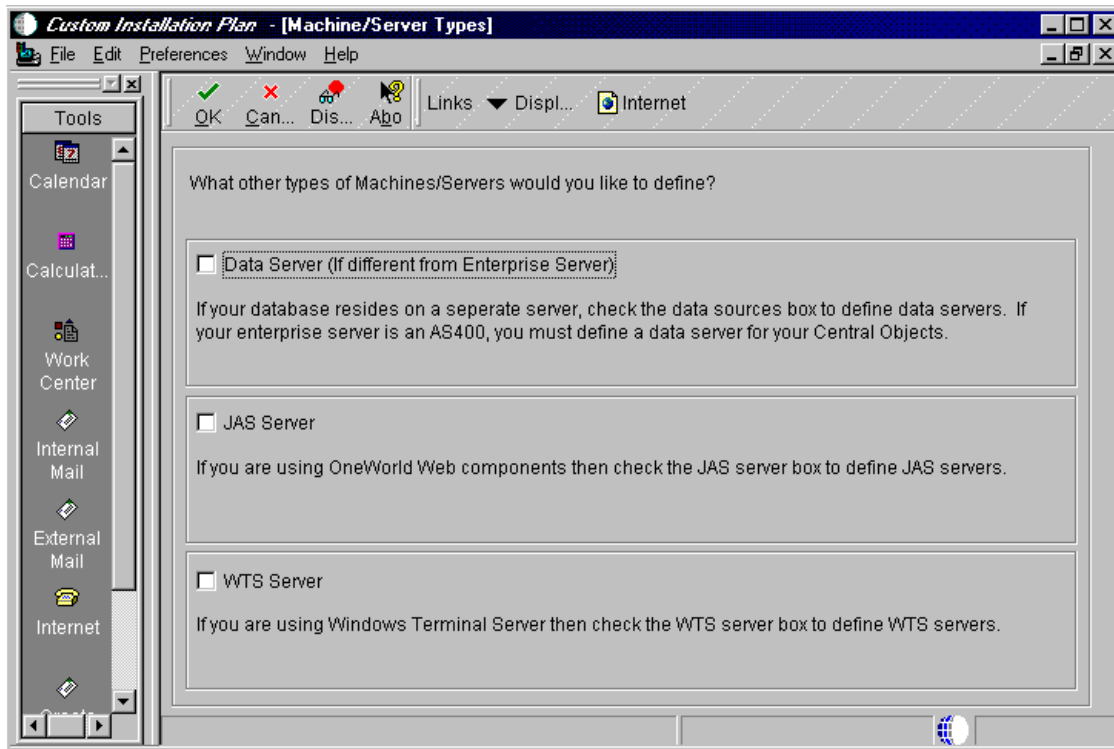 Custom Installation Plan - [Machine/Server Types]
File Edit Preferences Window Help
Tools
Calendar
Calculat...
Work
Center
Internal
Mail
External
Mail
Internet
OK Can... Dis... Abo Links Displ... Internet
What other types of Machines/Servers would you like to define?
Data Server (If different from Enterprise Server)
If your database resides on a seperate server, check the data sources box to define data servers. If
your enterprise server is an AS400, you must define a data server for your Central Objects.
JAS Server
If you are using OneWorld Web components then check the JAS server box to define JAS servers.
WTS Server
If you are using Windows Terminal Server then check the WTS server box to define WTS servers.